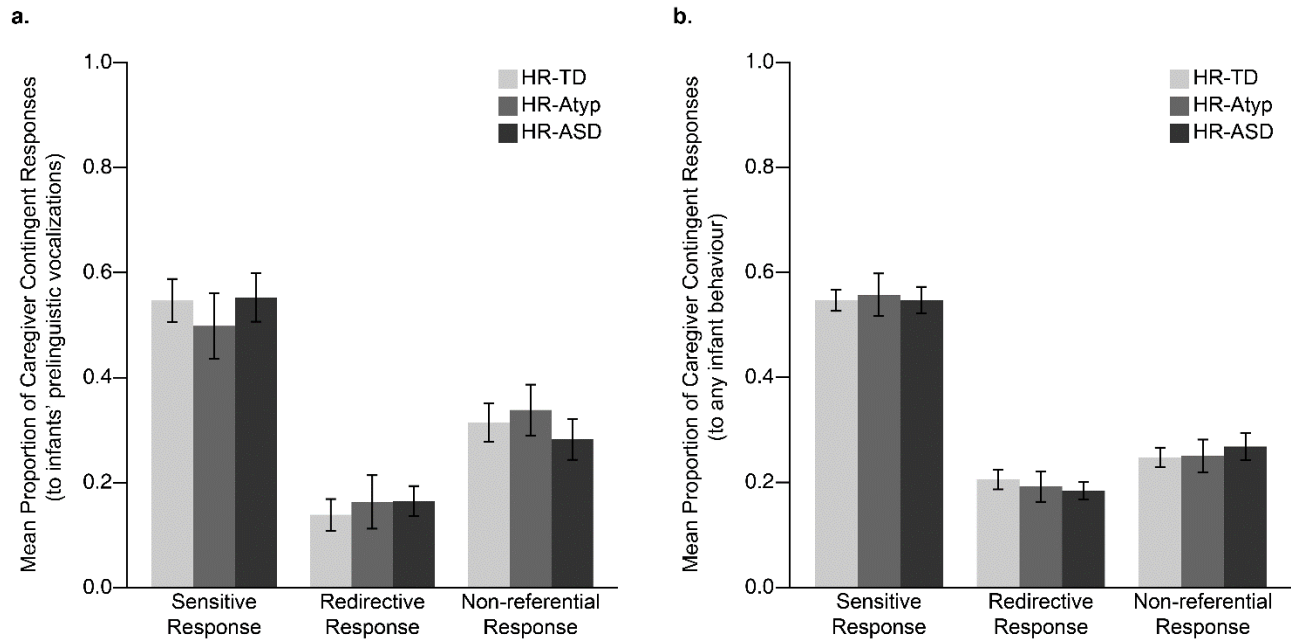 a.
Mean Proportion of Caregiver Contingent Responses
(to infants' prelinguistic vocalizations)
1.0
0.8
0.6
0.4
0.2
0.0
HR-TD
HR-Atyp
HR-ASD
Sensitive
Response
Redirective
Response
Non-referential
Response
b.
Mean Proportion of Caregiver Contingent Responses
(to any infant behaviour)
1.0
0.8
0.6
0.4
0.2
0.0
HR-TD
HR-Atyp
HR-ASD
Sensitive
Response
Redirective
Response
Non-referential
Response